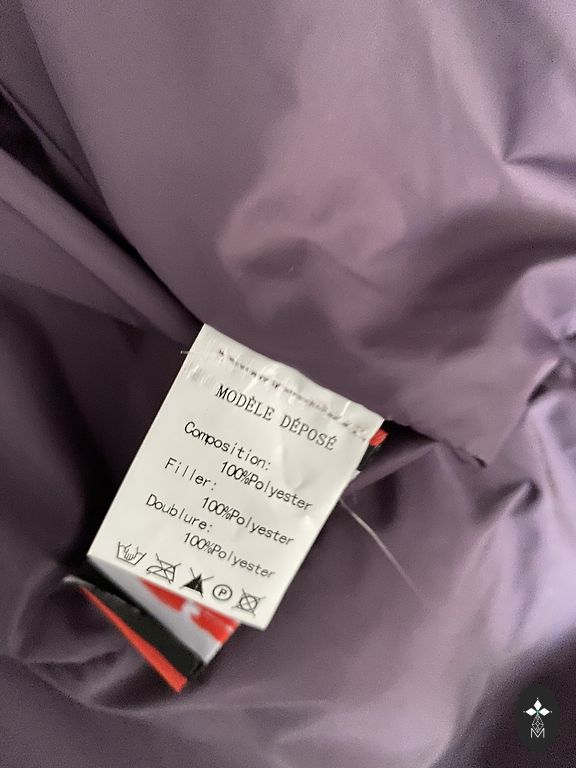 MODÈLE DÉPOSÉ
Composition:
100%Polyester
Filler:
100%Polyester
Doublure:
100%Polyester
P
M